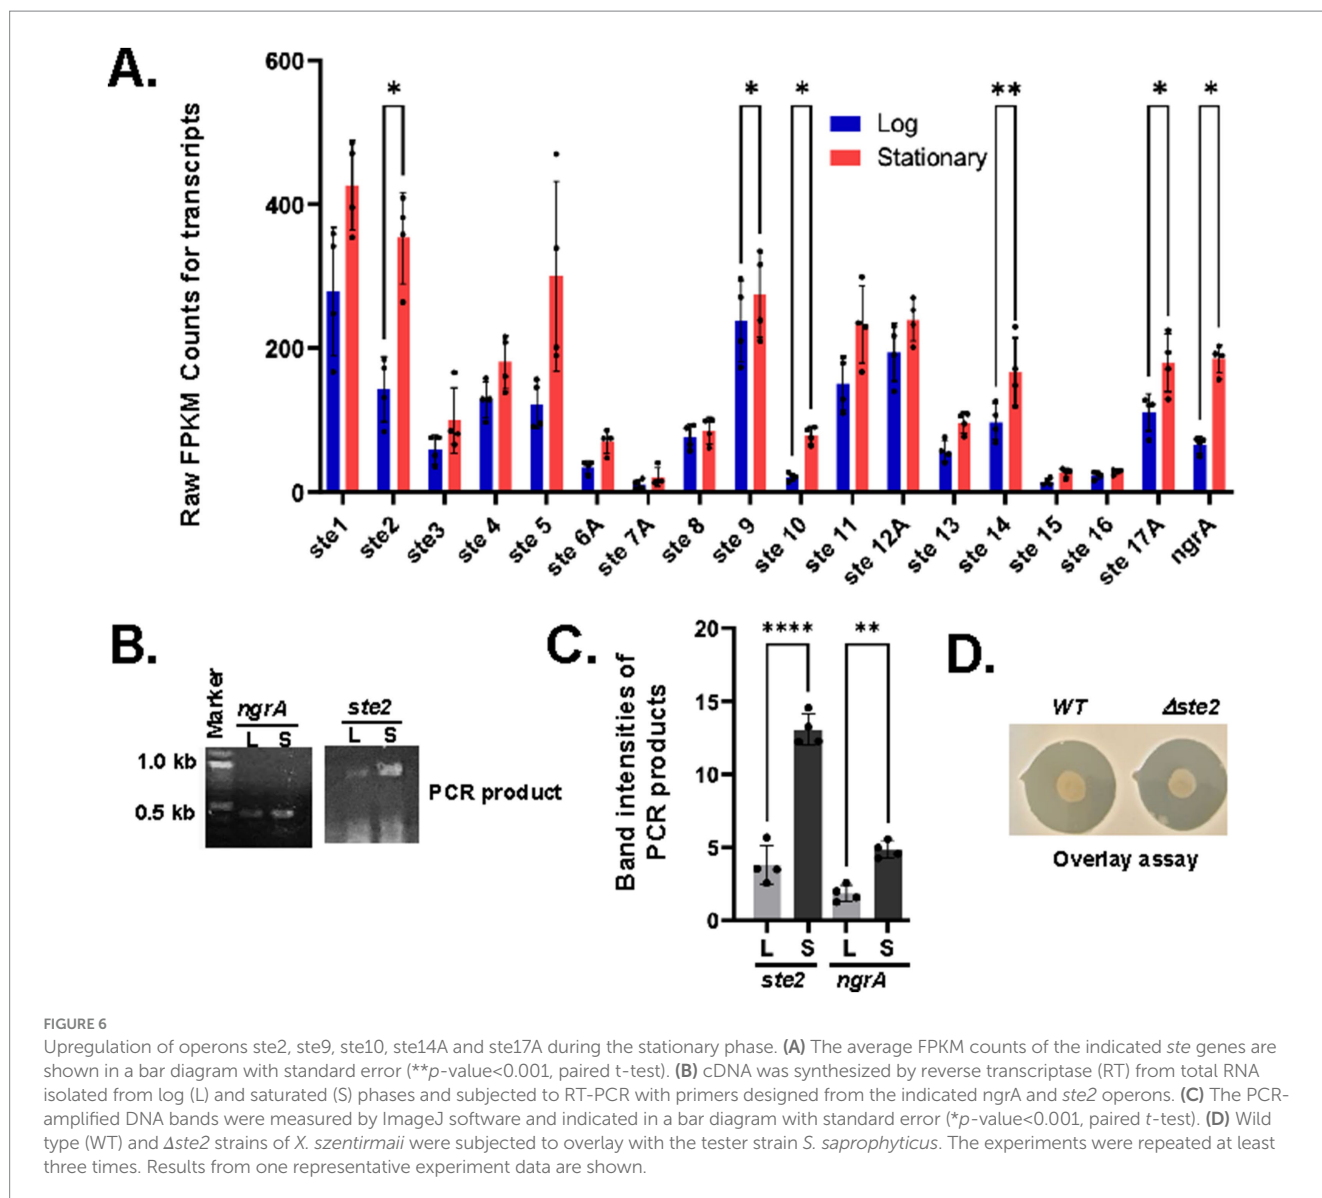 A.
600
400
200
0
Raw FPKM Counts for transcripts
* * * ** * *
Log
Stationary
ste1 ste2 ste3 ste 4 ste 5 ste 6A ste 7A ste 8 ste 9 ste 10 ste 11 ste 12A ste 13 ste 14 ste 15 ste 16 ste 17A ngrA
B.
Marker
ngrA ste2
L S L S
1.0 kb
0.5 kb
PCR product
C.
Band intensities of
PCR products
20
15
10
5
0
**** **
L S L S
ste2 ngrA
D.
WT Δste2
Overlay assay
FIGURE 6
Upregulation of operons ste2, ste9, ste10, ste14A and ste17A during the stationary phase. (A) The average FPKM counts of the indicated ste genes are
shown in a bar diagram with standard error (**p-value<0.001, paired t-test). (B) cDNA was synthesized by reverse transcriptase (RT) from total RNA
isolated from log (L) and saturated (S) phases and subjected to RT-PCR with primers designed from the indicated ngrA and ste2 operons. (C) The PCR-
amplified DNA bands were measured by ImageJ software and indicated in a bar diagram with standard error (*p-value<0.001, paired t-test). (D) Wild
type (WT) and Δste2 strains of X. szentirmaii were subjected to overlay with the tester strain S. saprophyticus. The experiments were repeated at least
three times. Results from one representative experiment data are shown.